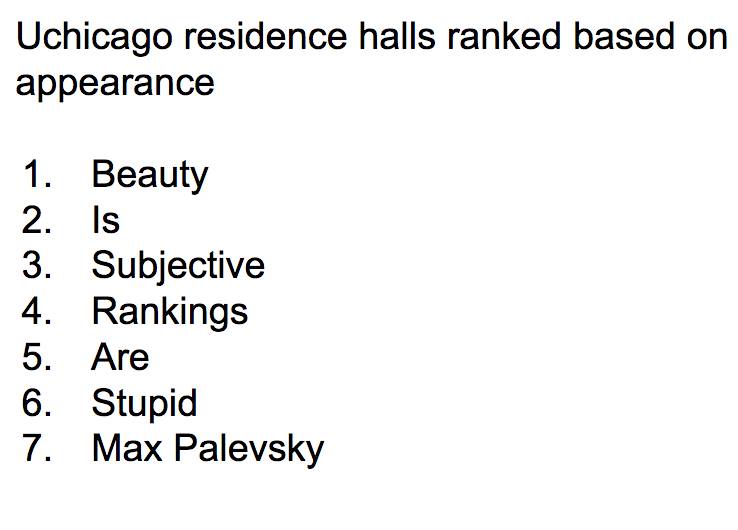 Uchicago residence halls ranked based on
appearance
1. Beauty
2. Is
3. Subjective
4. Rankings
5. Are
6. Stupid
7. Max Palevsky